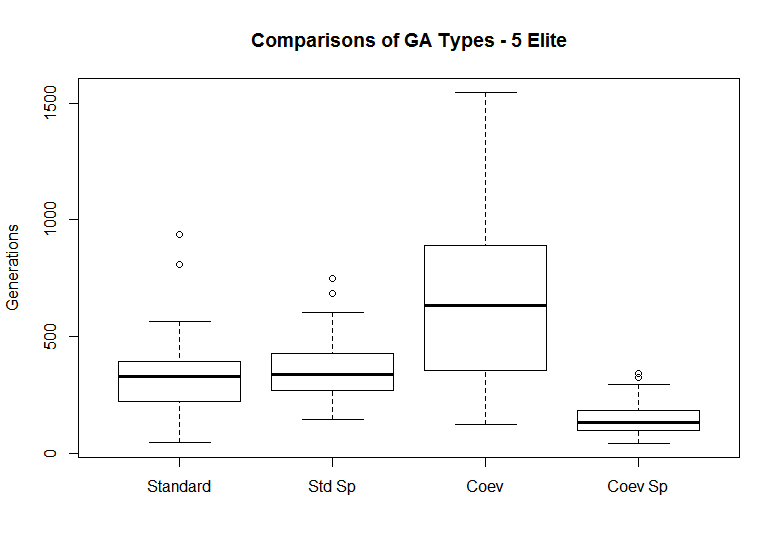 Comparisons of GA Types - 5 Elite
Generations
1500
1000
500
0
Standard
Std Sp
Coev
Coev Sp